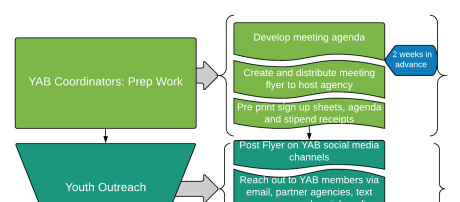 Develop meeting agenda
2 weeks in
advance
YAB Coordinators: Prep Work
Create and distribute meeting
flyer to host agency
Pre print sign up sheets, agenda
and stipend receipts
Post Flyer on YAB social media
channels
Youth Outreach
Reach out to YAB members via
email, partner agencies, text